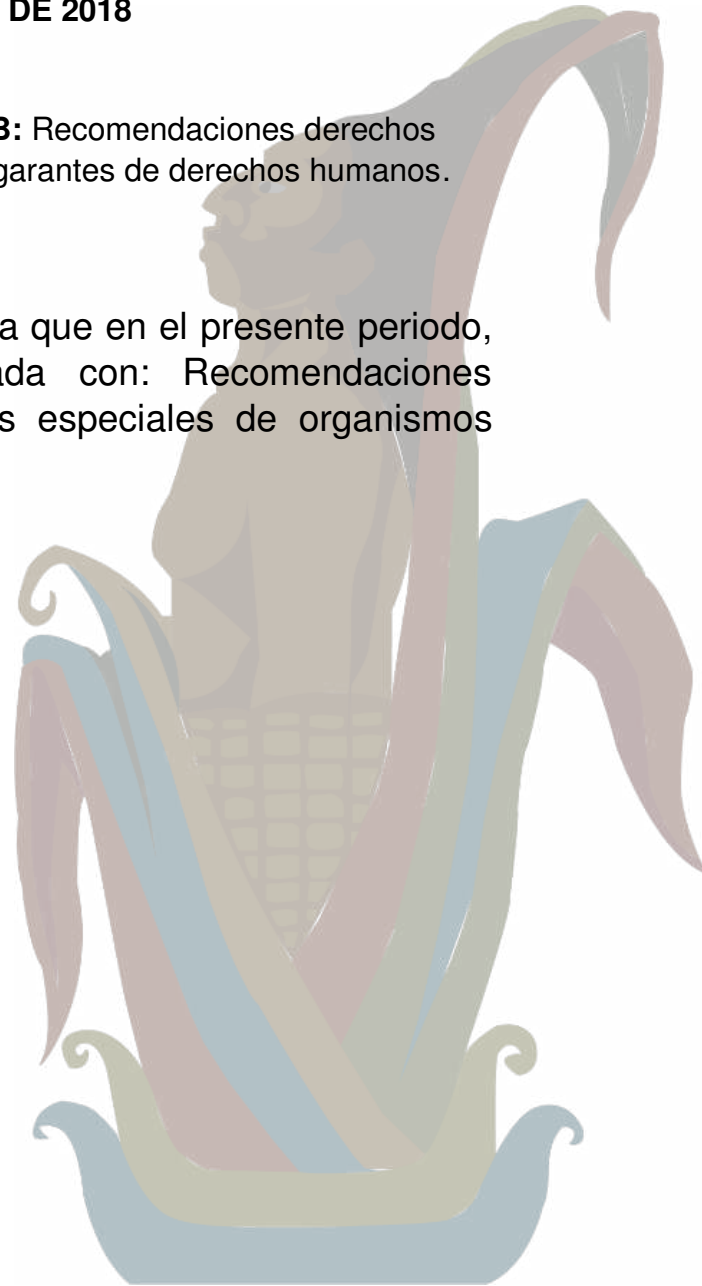 DE 2018
3: Recomendaciones derechos
garantes de derechos humanos.
a que en el presente periodo,
ada con: Recomendaciones
s especiales de organismos